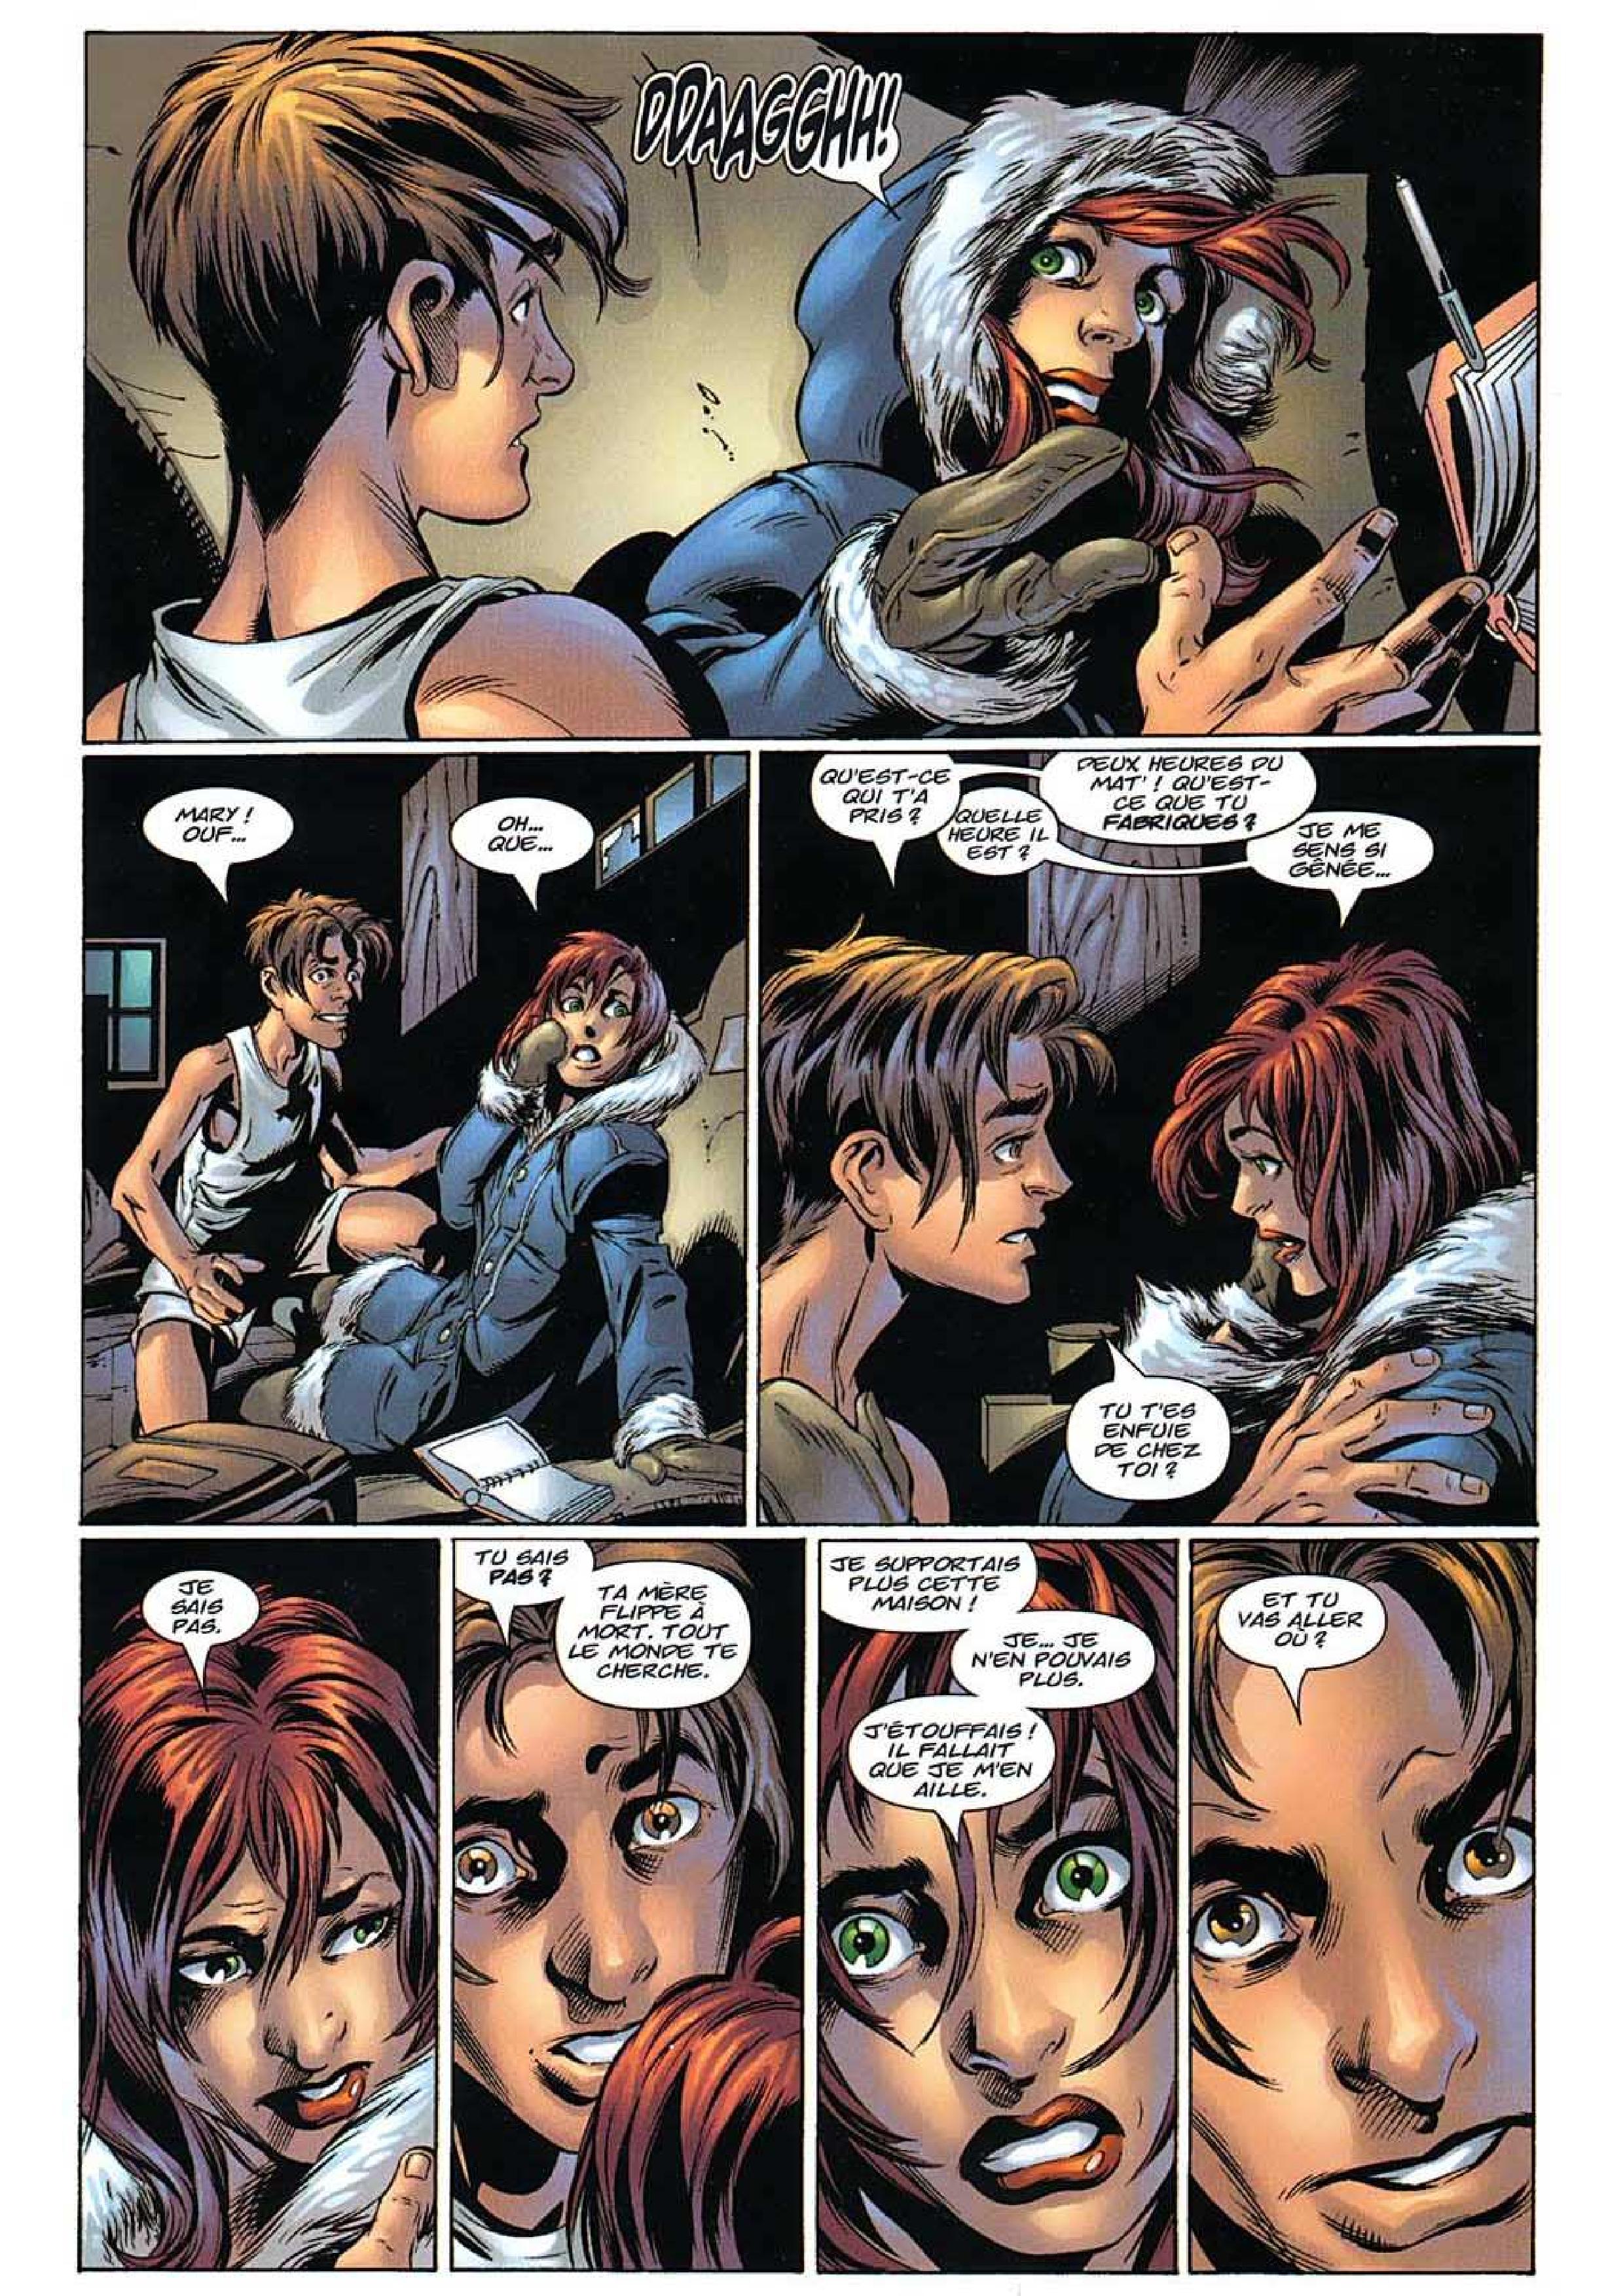 DDAAGGHH!
MARY !
OUF...
OH...
QUE...
QU'EST-CE
QUI T'A
PRIS ?
QUELLE
HEURE IL
EST ?
DEUX HEURES DU
MAT' ! QU'EST-
CE QUE TU
FABRIQUES ?
JE ME
SENS SI
GÊNÉE...
TU T'ES
ENFUIE
DE CHEZ
TOI ?
JE
SAIS
PAS.
TU SAIS
PAS ?
TA MÈRE
FLIPPE À
MORT. TOUT
LE MONDE TE
CHERCHE.
JE SUPPORTAIS
PLUS CETTE
MAISON !
JE... JE
N'EN POUVAIS
PLUS.
J'ÉTOUFFAIS !
IL FALLAIT
QUE JE M'EN
AILLE.
ET TU
VAS ALLER
OÙ ?